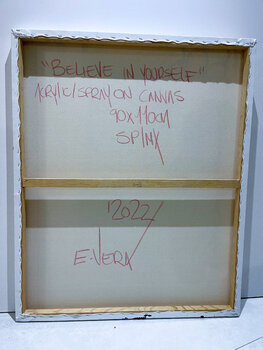 "BELIEVE IN YOURSELF"
ACRYLIC/SPRAY ON CANVAS
90X110CM
SPINX
2022
E.VERA